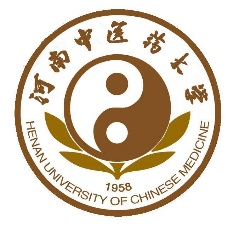 河南中医药大学
1958
HENAN UNIVERSITY OF CHINESE MEDICINE